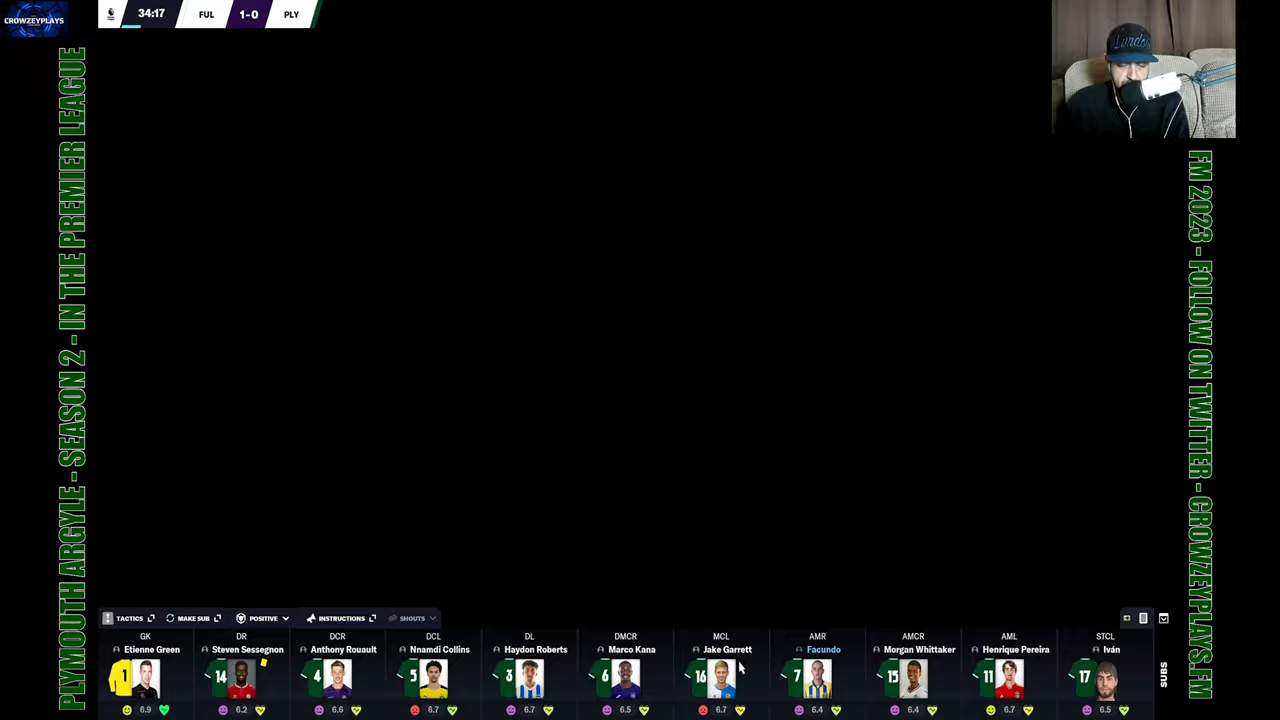 CROWZEYPLAYS
34:17
FUL
1-0
PLY
PLYMOUTH ARGYLE - SEASON 2 - IN THE PREMIER LEAGUE
FM 2023 - FOLLOW ON TWITTER - CROWZEYPLAYS_FM
TACTICS
MAKE SUB
POSITIVE
INSTRUCTIONS
SHOUTS
GK
DR
DCR
DCL
DL
DMCR
MCL
AMR
AMCR
AML
STCL
Etienne Green
Steven Sessegnon
Anthony Rouault
Nnamdi Collins
Haydon Roberts
Marco Kana
Jake Garrett
Facundo
Morgan Whittaker
Henrique Pereira
Iván
1
14
4
5
3
6
16
7
15
11
17
SUBS
6.9
6.2
6.6
6.7
6.7
6.5
6.7
6.4
6.4
6.7
6.5